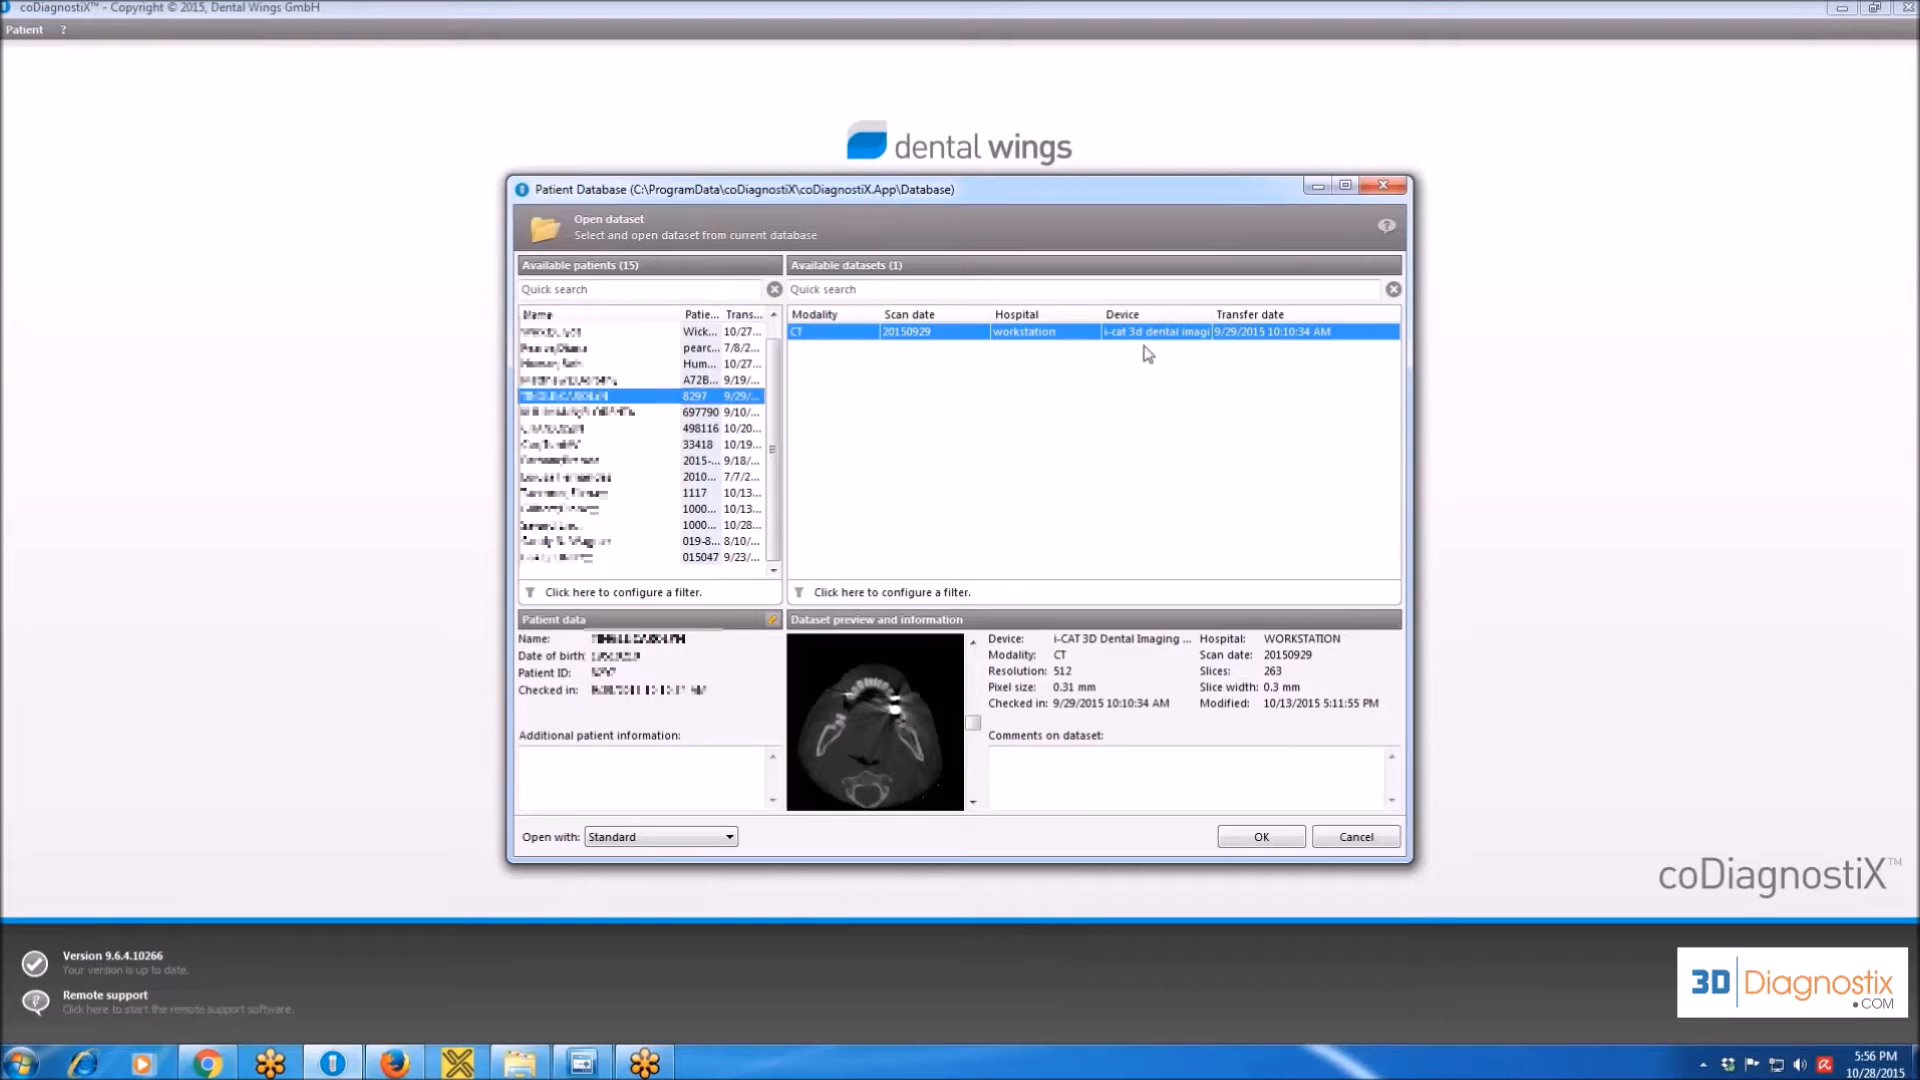 coDiagnostiX™ - Copyright © 2015, Dental Wings GmbH
Patient ?
dental wings
Patient Database (C:\ProgramData\coDiagnostiX\coDiagnostiX.App\Database)
Open dataset
Select and open dataset from current database
Available patients (15) Available datasets (1)
Quick search Quick search
Name Patie... Trans... Modality Scan date Hospital Device Transfer date
Wick... 10/27... CT 20150929 workstation i-cat 3d dental imagi 9/29/2015 10:10:34 AM
pearc... 7/8/2...
Hum... 10/27...
A72B... 9/19/...
8297 9/29/...
697790 9/10/...
498116 10/20...
33418 10/19...
2015-... 9/18/...
2010... 7/7/2...
1117 10/13...
1000... 10/13...
1000... 10/28...
019-8... 8/10/...
015047 9/23/...
Click here to configure a filter. Click here to configure a filter.
Patient data Dataset preview and information
Name: Device: i-CAT 3D Dental Imaging ... Hospital: WORKSTATION
Date of birth: Modality: CT Scan date: 20150929
Patient ID: Resolution: 512 Slices: 263
Pixel size: 0.31 mm Slice width: 0.3 mm
Checked in: Checked in: 9/29/2015 10:10:34 AM Modified: 10/13/2015 5:11:55 PM
Additional patient information: Comments on dataset:
Open with: Standard OK Cancel
coDiagnostiX™
Version 9.6.4.10266
Your version is up to date.
Remote support
Click here to start the remote support software.
3D Diagnostix
.COM
5:56 PM
10/28/2015